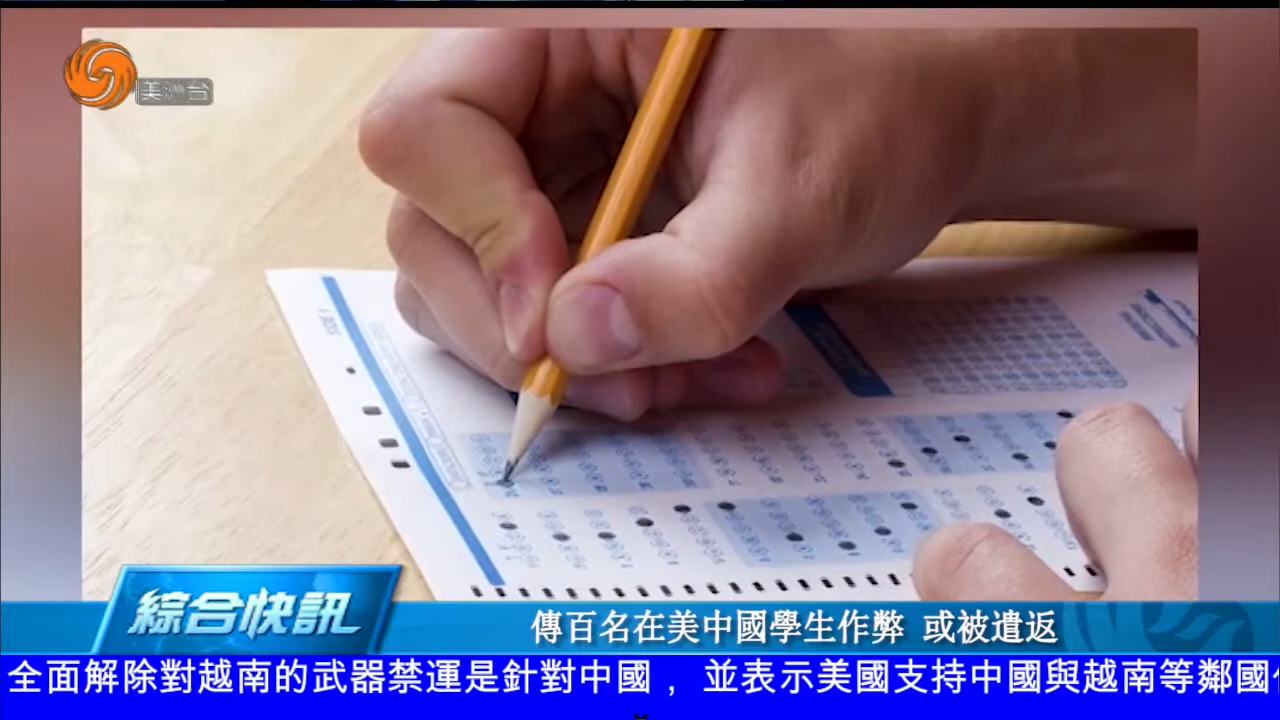 美洲台
SIDE 1
綜合快訊
傳百名在美中國學生作弊 或被遣返
全面解除對越南的武器禁運是針對中國， 並表示美國支持中國與越南等鄰國